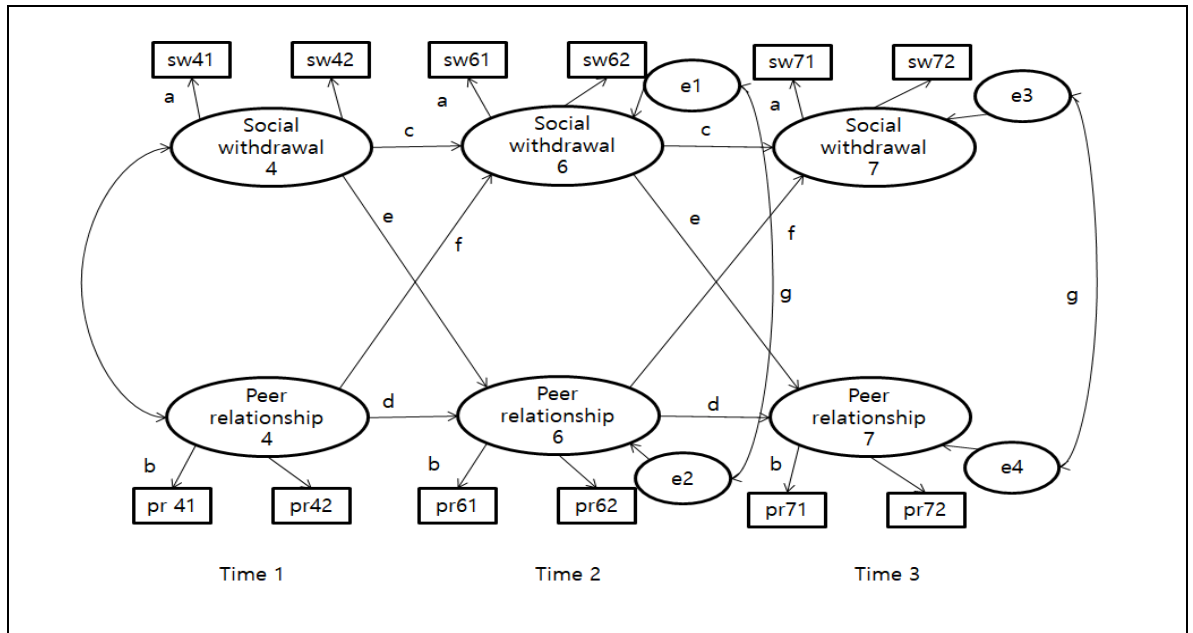 sw41
sw42
sw61
sw62
sw71
sw72
e1
e3
a
a
a
Social
withdrawal
4
c
Social
withdrawal
6
c
Social
withdrawal
7
e
f
e
f
g
g
Peer
relationship
4
d
Peer
relationship
6
d
Peer
relationship
7
b
b
b
e2
e4
pr 41
pr42
pr61
pr62
pr71
pr72
Time 1
Time 2
Time 3